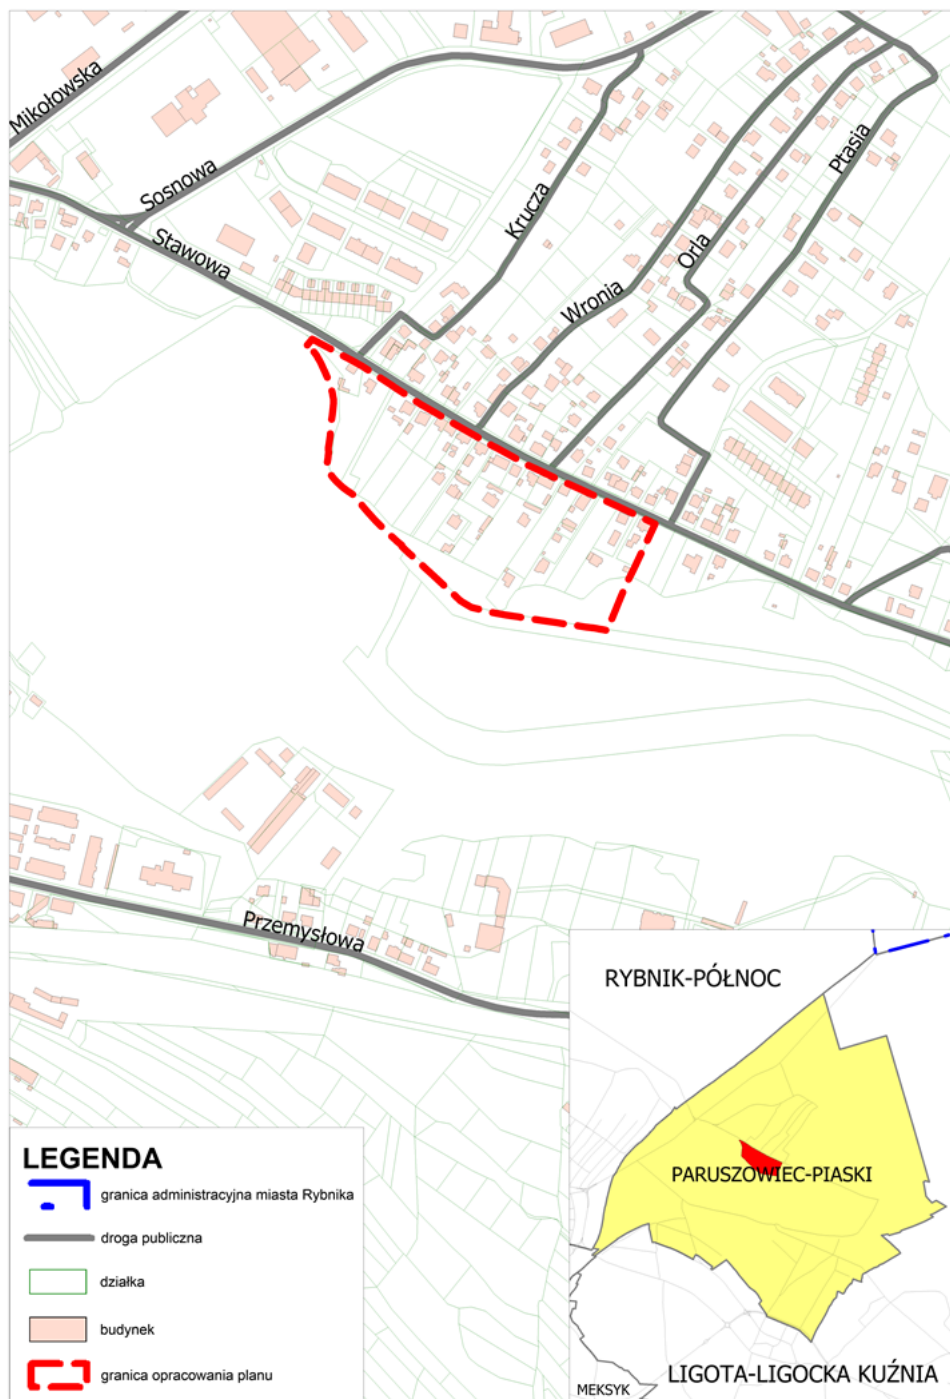 Mikołowska
Sosnowa
Stawowa
Krucza
Wronia
Orla
Ptasia
Przemysłowa
RYBNIK-PÓŁNOC
PARUSZOWIEC-PIASKI
LIGOTA-LIGOCKA KUŹNIA
MEKSYK
LEGENDA
granica administracyjna miasta Rybnika
droga publiczna
działka
budynek
granica opracowania planu